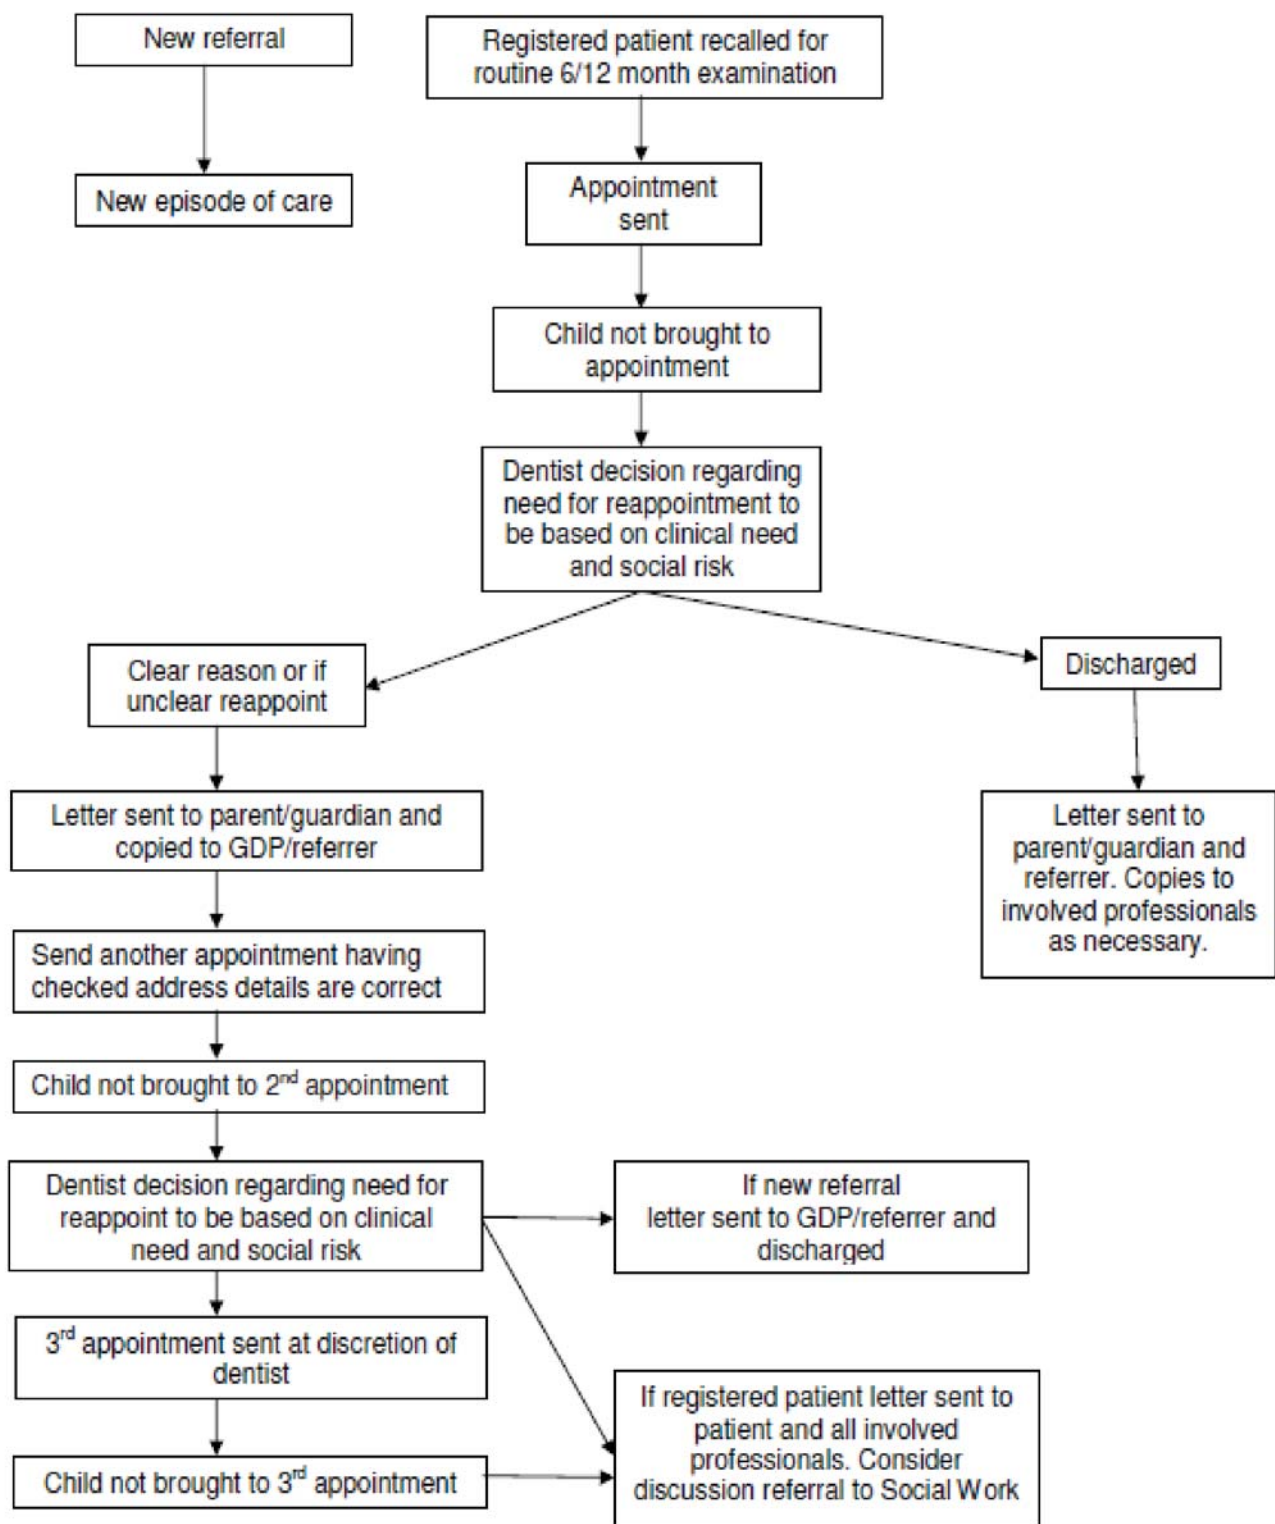 New referral
Registered patient recalled for
routine 6/12 month examination
New episode of care
Appointment
sent
Child not brought to
appointment
Dentist decision regarding
need for reappointment to
be based on clinical need
and social risk
Clear reason or if
unclear reappoint
Discharged
Letter sent to parent/guardian and
copied to GDP/referrer
Letter sent to
parent/guardian and
referrer. Copies to
involved professionals
as necessary.
Send another appointment having
checked address details are correct
Child not brought to 2nd appointment
Dentist decision regarding need for
reappoint to be based on clinical
need and social risk
If new referral
letter sent to GDP/referrer and
discharged
3rd appointment sent at discretion of
dentist
If registered patient letter sent to
patient and all involved
professionals. Consider
discussion referral to Social Work
Child not brought to 3rd appointment